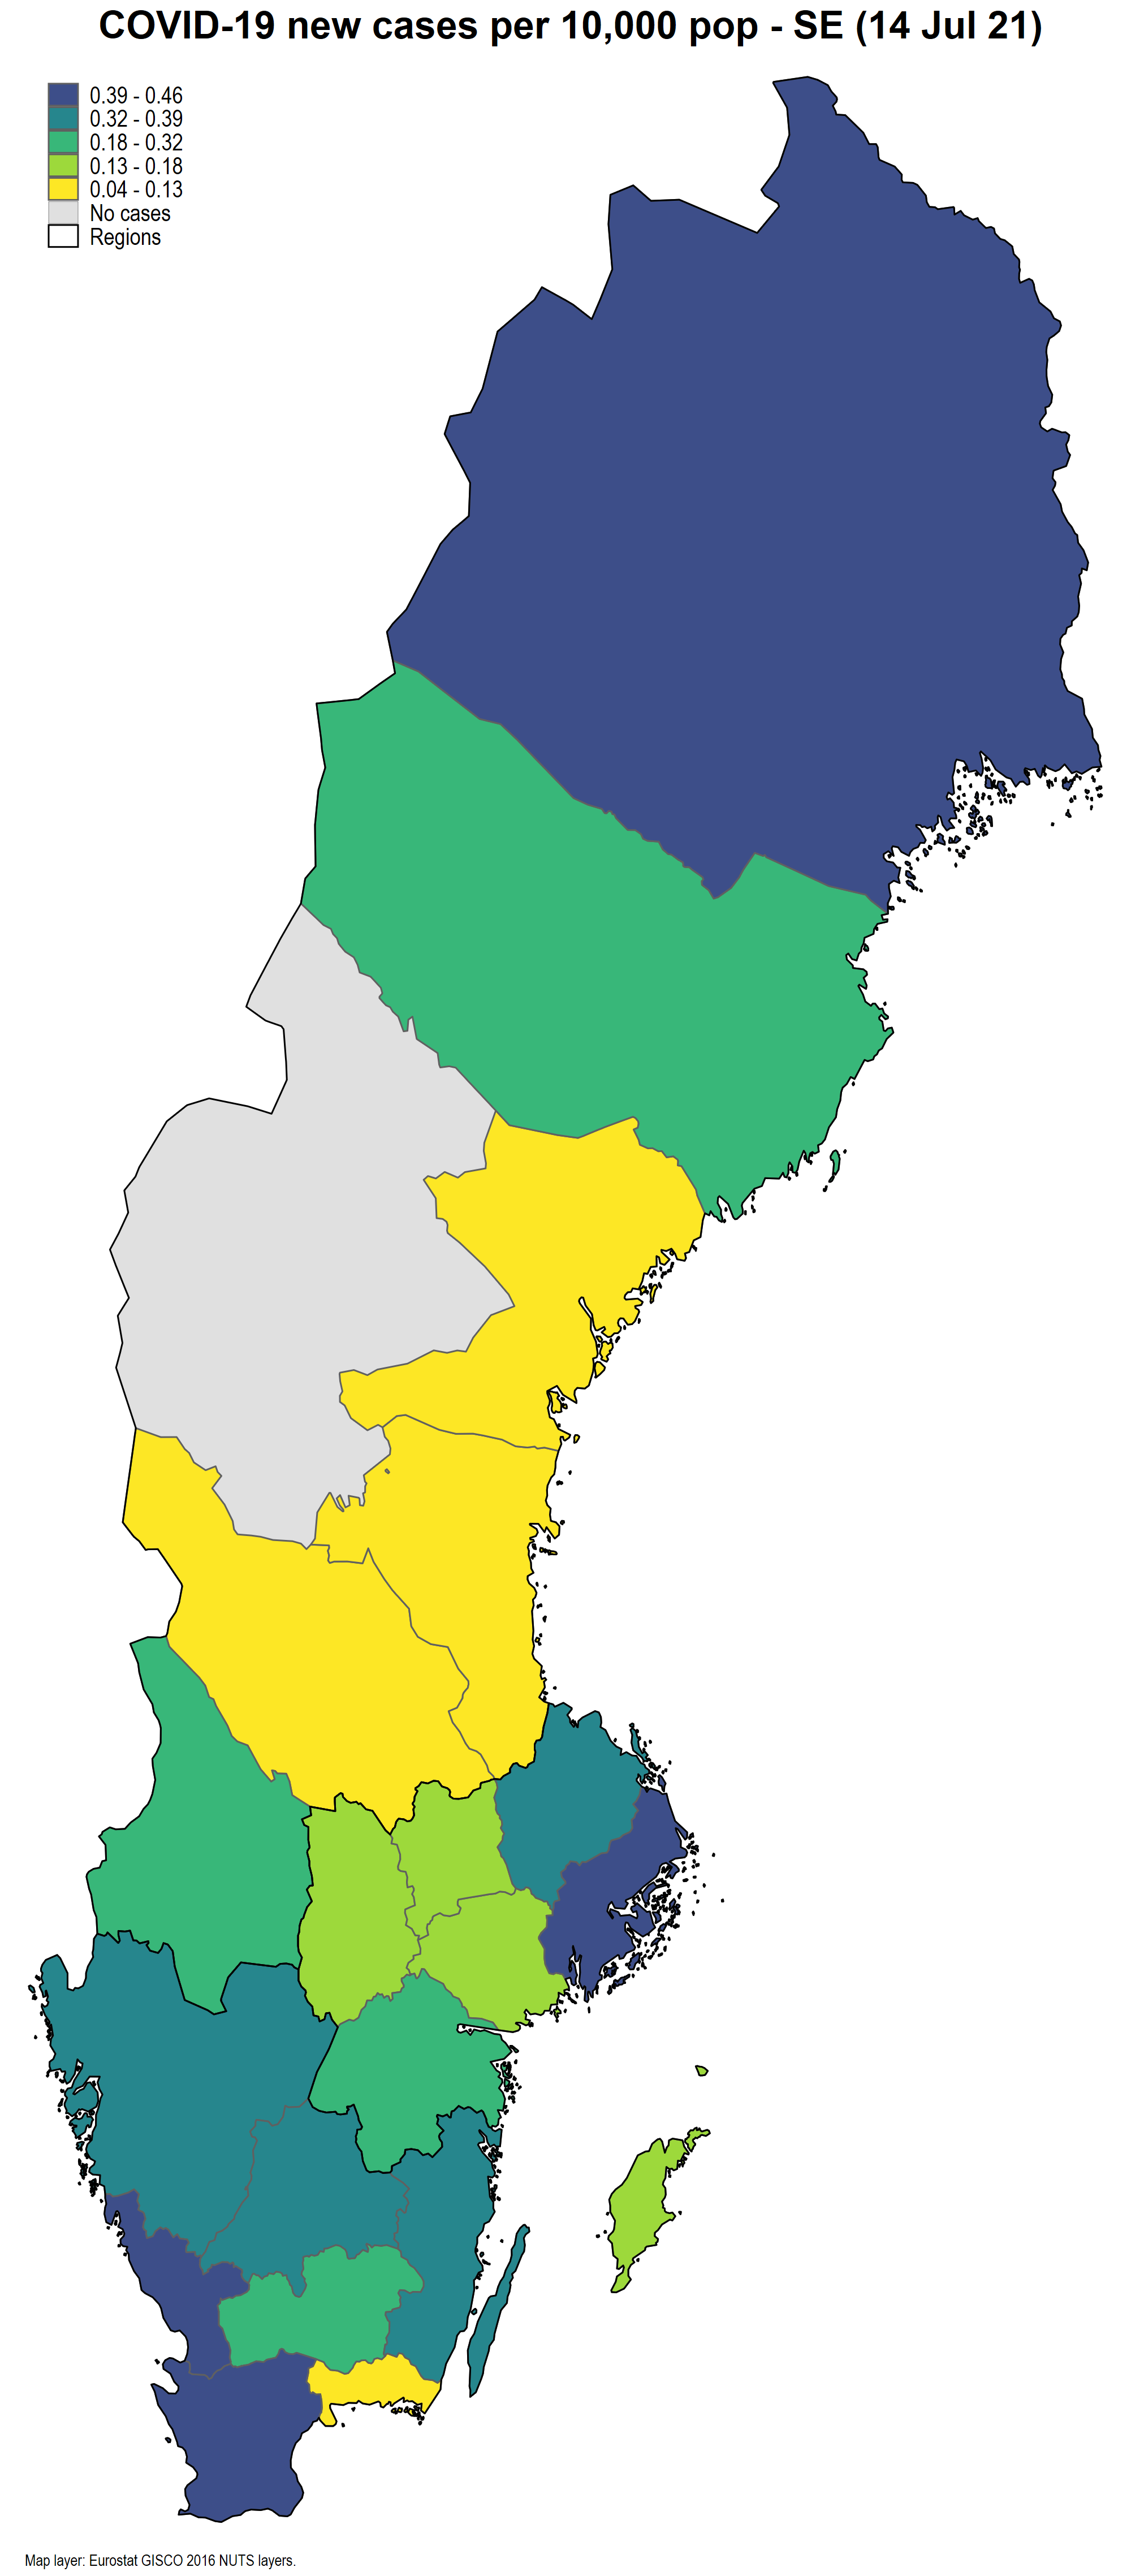 COVID-19 new cases per 10,000 pop - SE (14 Jul 21)
0.39 - 0.46
0.32 - 0.39
0.18 - 0.32
0.13 - 0.18
0.04 - 0.13
No cases
Regions
Map layer: Eurostat GISCO 2016 NUTS layers.